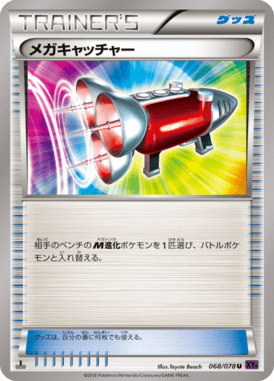 TRAINER'S グッズ
メガキャッチャー
相手のベンチのM進化ポケモンを1匹選び、バトルポケ
モンと入れ替える。
グッズは、自分の番に何枚でも使える。
Illus. Toyste Beach 068/078 U
©2016 Pokémon/Nintendo/Creatures/GAME FREAK.